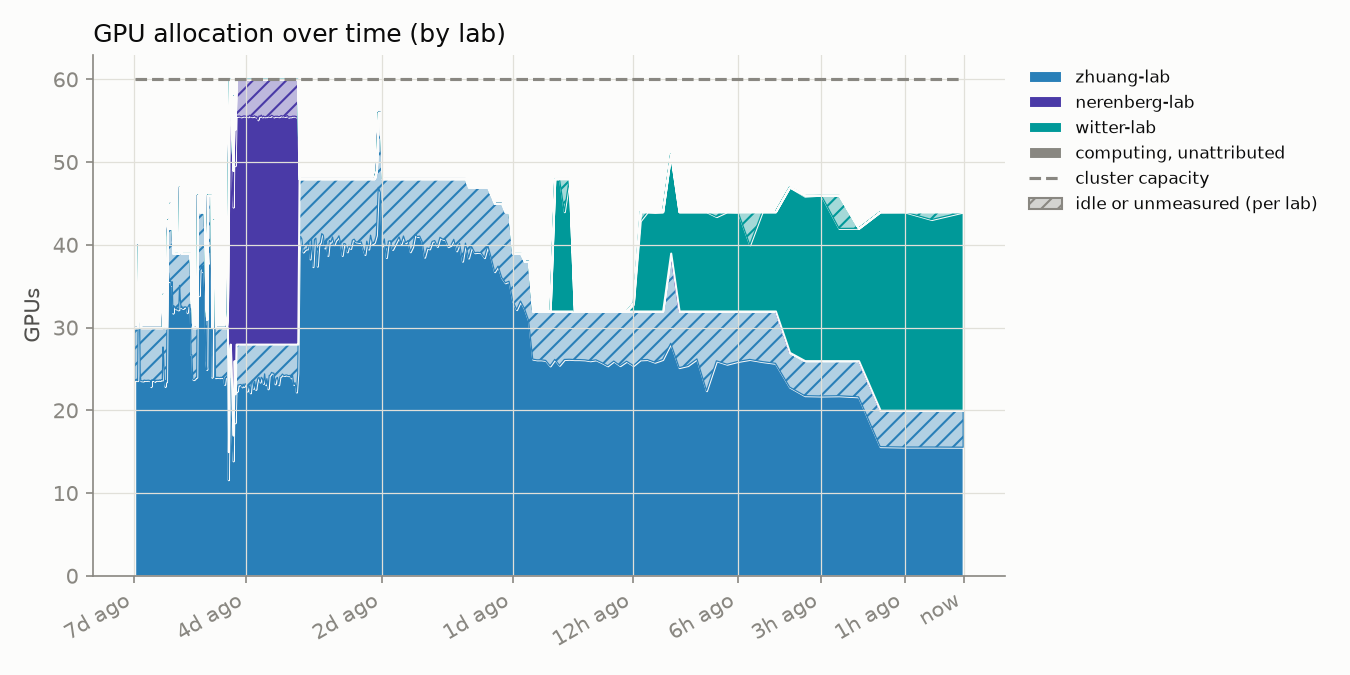 GPU allocation over time (by lab)
60
50
40
30
20
10
0
GPUs
7d ago
4d ago
2d ago
1d ago
12h ago
6h ago
3h ago
1h ago
now
zhuang-lab
nerenberg-lab
witter-lab
computing, unattributed
cluster capacity
idle or unmeasured (per lab)